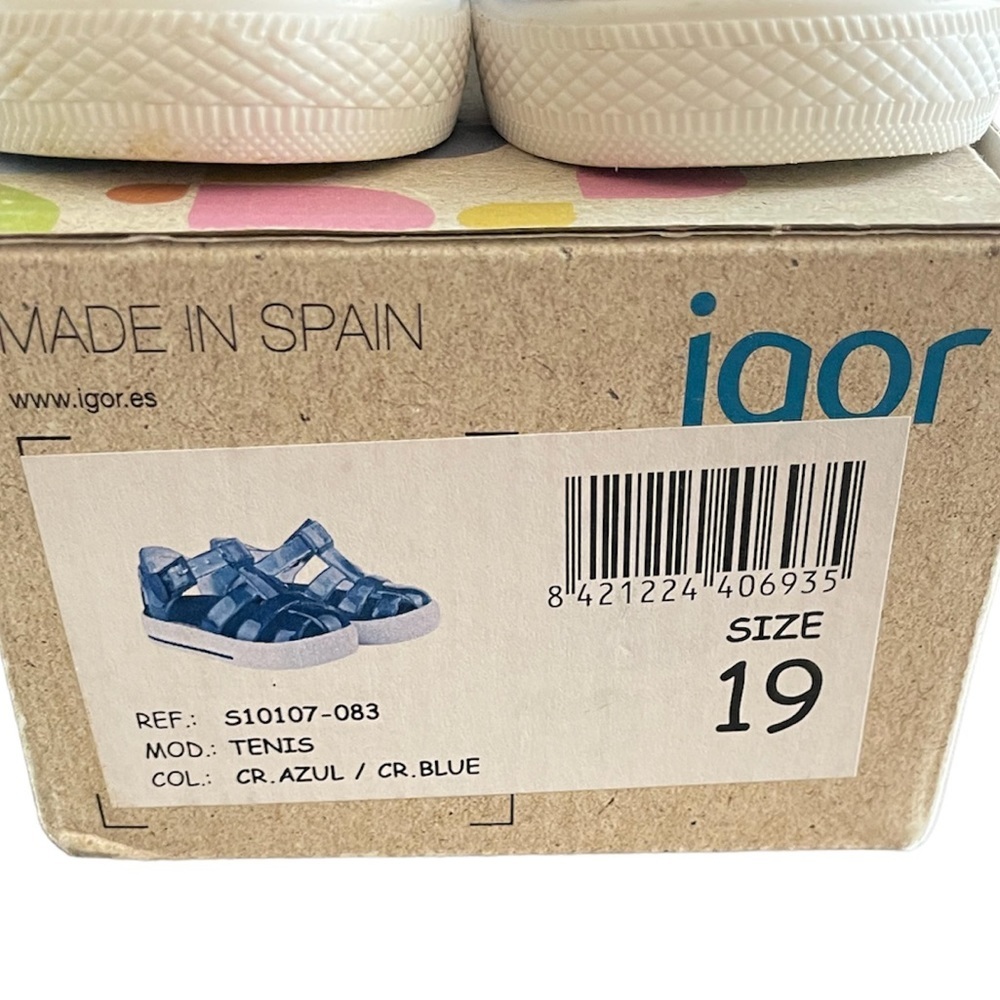 MADE IN SPAIN
igor
www.igor.es
8 421224 406935
SIZE
19
REF.: S10107-083
MOD.: TENIS
COL.: CR.AZUL / CR.BLUE